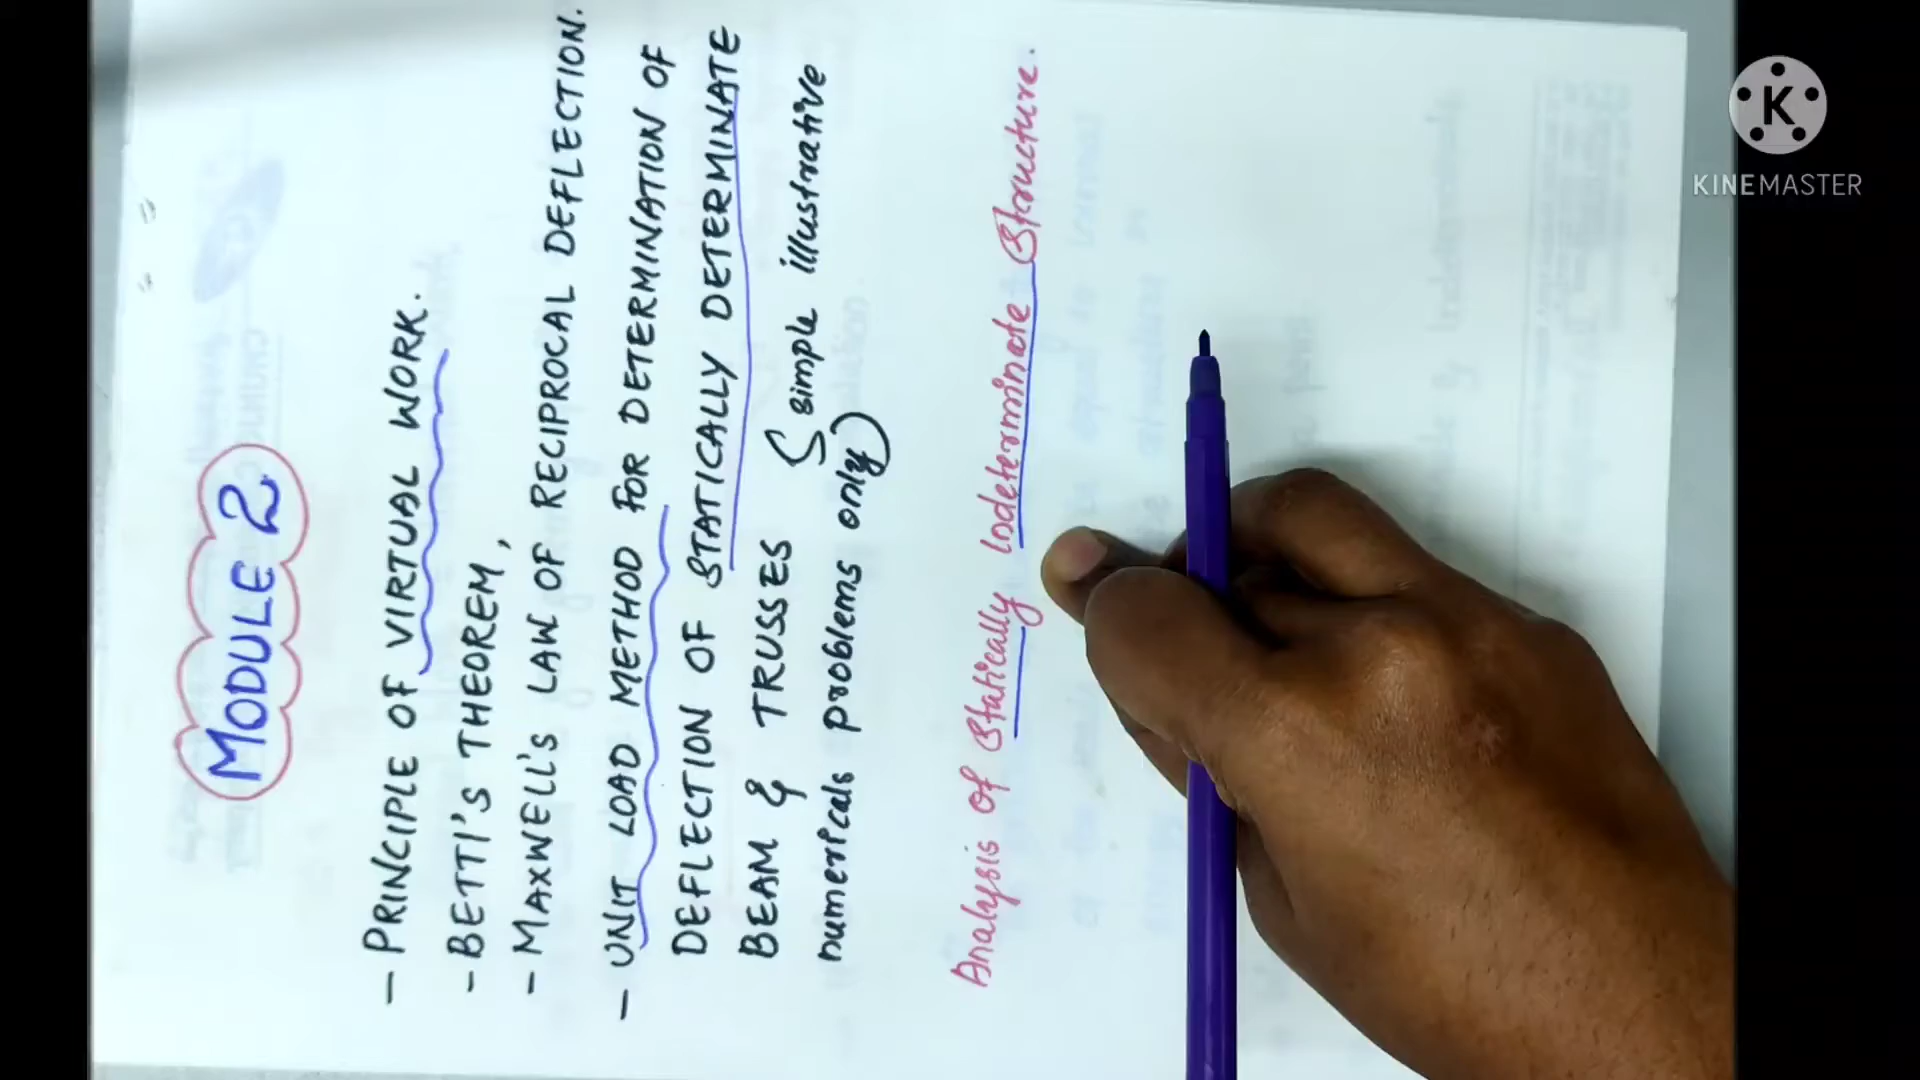 MODULE 2
- PRINCIPLE OF VIRTUAL WORK.
- BETTI'S THEOREM,
- MAXWELL'S LAW OF RECIPROCAL DEFLECTION.
- UNIT LOAD METHOD FOR DETERMINATION OF
DEFLECTION OF STATICALLY DETERMINATE
BEAM & TRUSSES (simple illustrative
numericals problems only)
Analysis of Statically Indeterminate Structure.
K
KINEMASTER